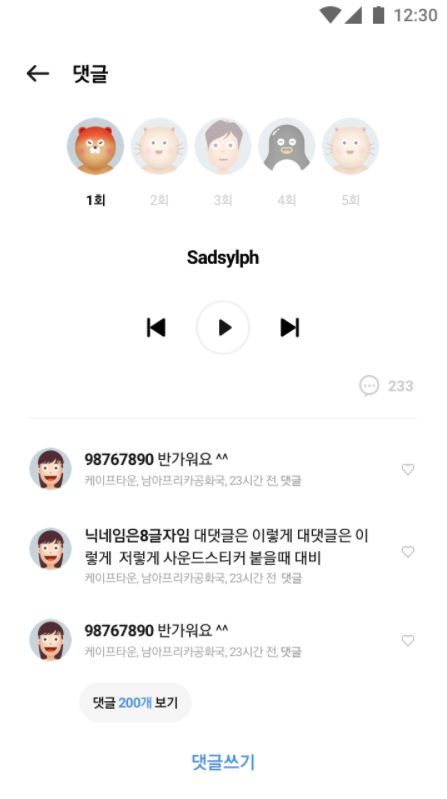 12:30
댓글
1회 2회 3회 4회 5회
Sadsylph
233
98767890 반가워요 ^^
케이프타운, 남아프리카공화국, 23시간 전, 댓글
닉네임은8글자임 대댓글은 이렇게 대댓글은 이
렇게 저렇게 사운드스티커 붙을때 대비
케이프타운, 남아프리카공화국, 23시간 전 댓글
98767890 반가워요 ^^
케이프타운, 남아프리카공화국, 23시간 전, 댓글
댓글 200개 보기
댓글쓰기